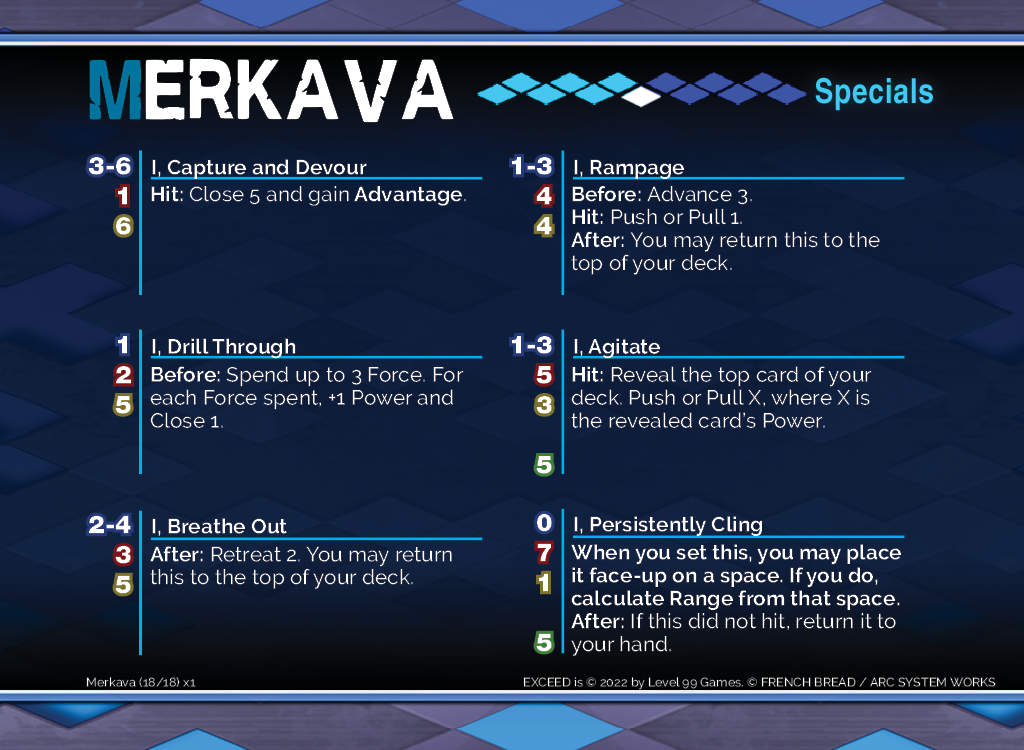 MERKAVA
Specials
3-6
I, Capture and Devour
1
Hit: Close 5 and gain Advantage.
6
1-3
I, Rampage
4
Before: Advance 3.
4
Hit: Push or Pull 1.
After: You may return this to the
top of your deck.
1
I, Drill Through
2
Before: Spend up to 3 Force. For
5
each Force spent, +1 Power and
Close 1.
1-3
I, Agitate
5
Hit: Reveal the top card of your
3
deck. Push or Pull X, where X is
the revealed card's Power.
5
2-4
I, Breathe Out
3
After: Retreat 2. You may return
5
this to the top of your deck.
0
I, Persistently Cling
7
When you set this, you may place
1
it face-up on a space. If you do,
calculate Range from that space.
After: If this did not hit, return it to
5
your hand.
Merkava (18/18) x1
EXCEED is © 2022 by Level 99 Games. © FRENCH BREAD / ARC SYSTEM WORKS